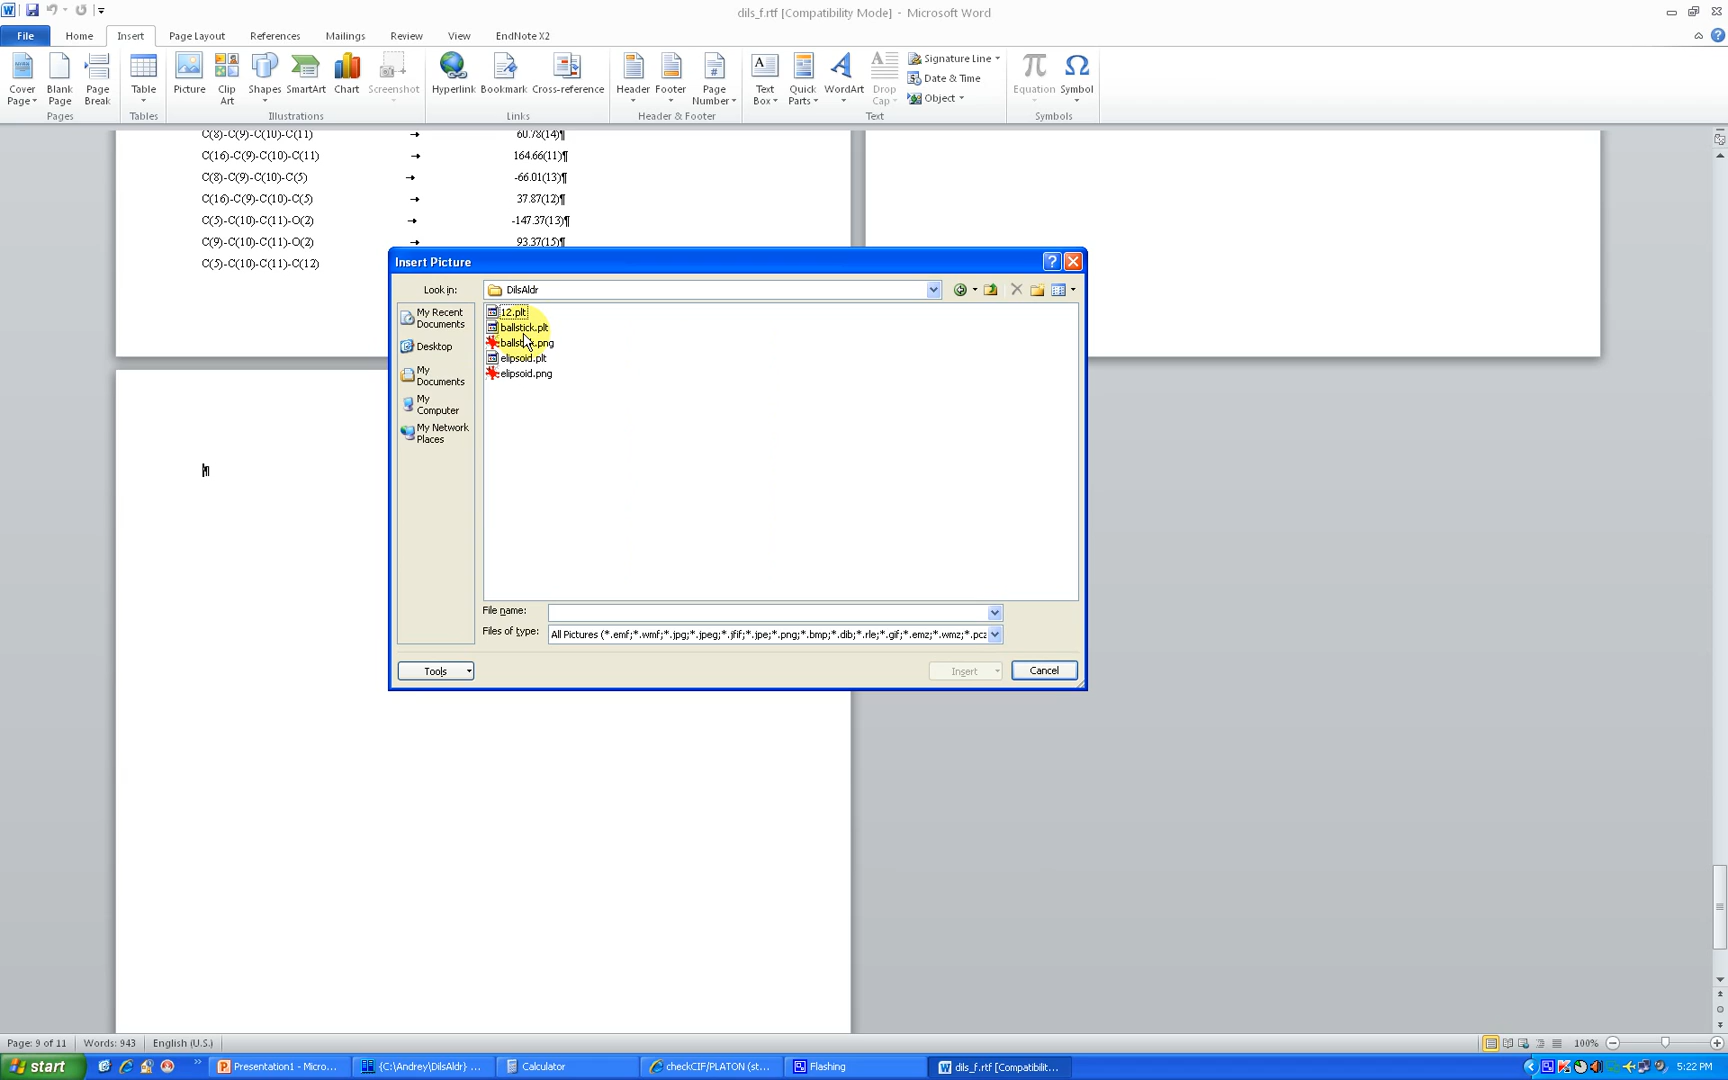 dils_f.rtf [Compatibility Mode] - Microsoft Word
File Home Insert Page Layout References Mailings Review View EndNote X2
Cover Page Blank Page Page Break Table Picture Clip Art Shapes SmartArt Chart Screenshot Hyperlink Bookmark Cross-reference Header Footer Page Number Text Box Quick Parts WordArt Drop Cap Signature Line Date & Time Object Equation Symbol
Pages Tables Illustrations Links Header & Footer Text Symbols
C(8)-C(9)-C(10)-C(11) 60.78(14)¶
C(16)-C(9)-C(10)-C(11) → 164.66(11)¶
C(8)-C(9)-C(10)-C(5) → -66.01(13)¶
C(16)-C(9)-C(10)-C(5) → 37.87(12)¶
C(5)-C(10)-C(11)-O(2) → -147.37(13)¶
C(9)-C(10)-C(11)-O(2) → 93.37(15)¶
C(5)-C(10)-C(11)-C(12)
Insert Picture
Look in: DilsAldr
My Recent Documents
Desktop
My Documents
My Computer
My Network Places
12.plt
ballstick.plt
elipsoid.plt
elipsoid.png
File name:
Files of type: All Pictures (*.emf;*.wmf;*.jpg;*.jpeg;*.jfif;*.jpe;*.png;*.bmp;*.dib;*.rle;*.gif;*.emz;*.wmz;*.pcz
Tools Insert Cancel
¶
Page: 9 of 11 Words: 943 English (U.S.) 100%
start Presentation1 - Micro... {C:\Andrey\DilsAldr} ... Calculator checkCIF/PLATON (st... Flashing dils_f.rtf [Compatibilit... 5:22 PM